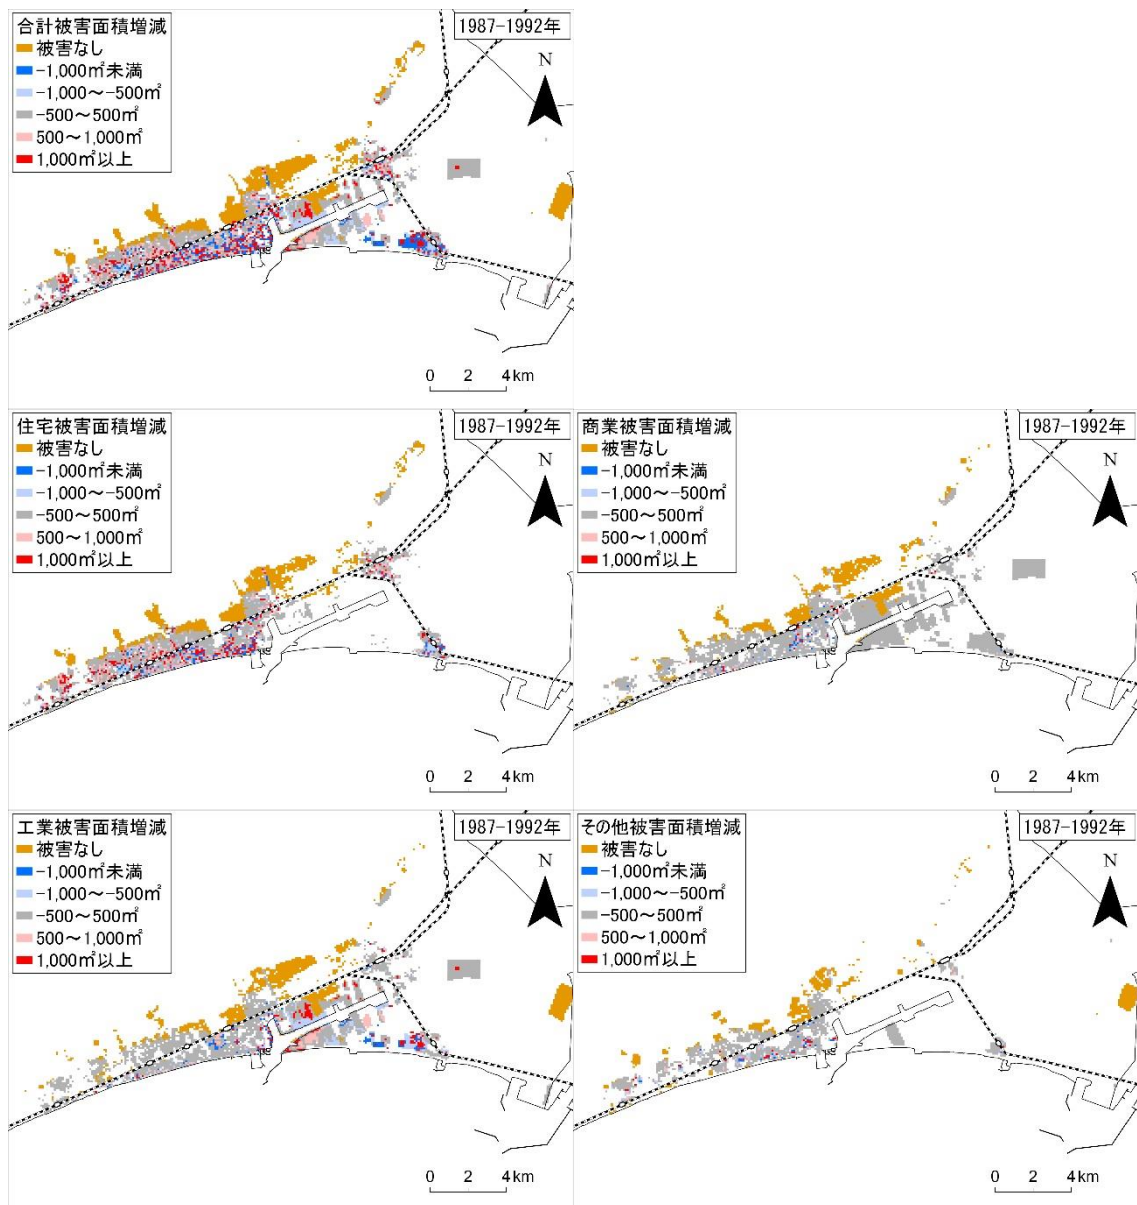 合計被害面積増減
被害なし
-1,000㎡未満
-1,000～-500㎡
-500～500㎡
500～1,000㎡
1,000㎡以上
1987-1992年
N
0 2 4km
住宅被害面積増減
被害なし
-1,000㎡未満
-1,000～-500㎡
-500～500㎡
500～1,000㎡
1,000㎡以上
1987-1992年
N
0 2 4km
商業被害面積増減
被害なし
-1,000㎡未満
-1,000～-500㎡
-500～500㎡
500～1,000㎡
1,000㎡以上
1987-1992年
N
0 2 4km
工業被害面積増減
被害なし
-1,000㎡未満
-1,000～-500㎡
-500～500㎡
500～1,000㎡
1,000㎡以上
1987-1992年
N
0 2 4km
その他被害面積増減
被害なし
-1,000㎡未満
-1,000～-500㎡
-500～500㎡
500～1,000㎡
1,000㎡以上
1987-1992年
N
0 2 4km